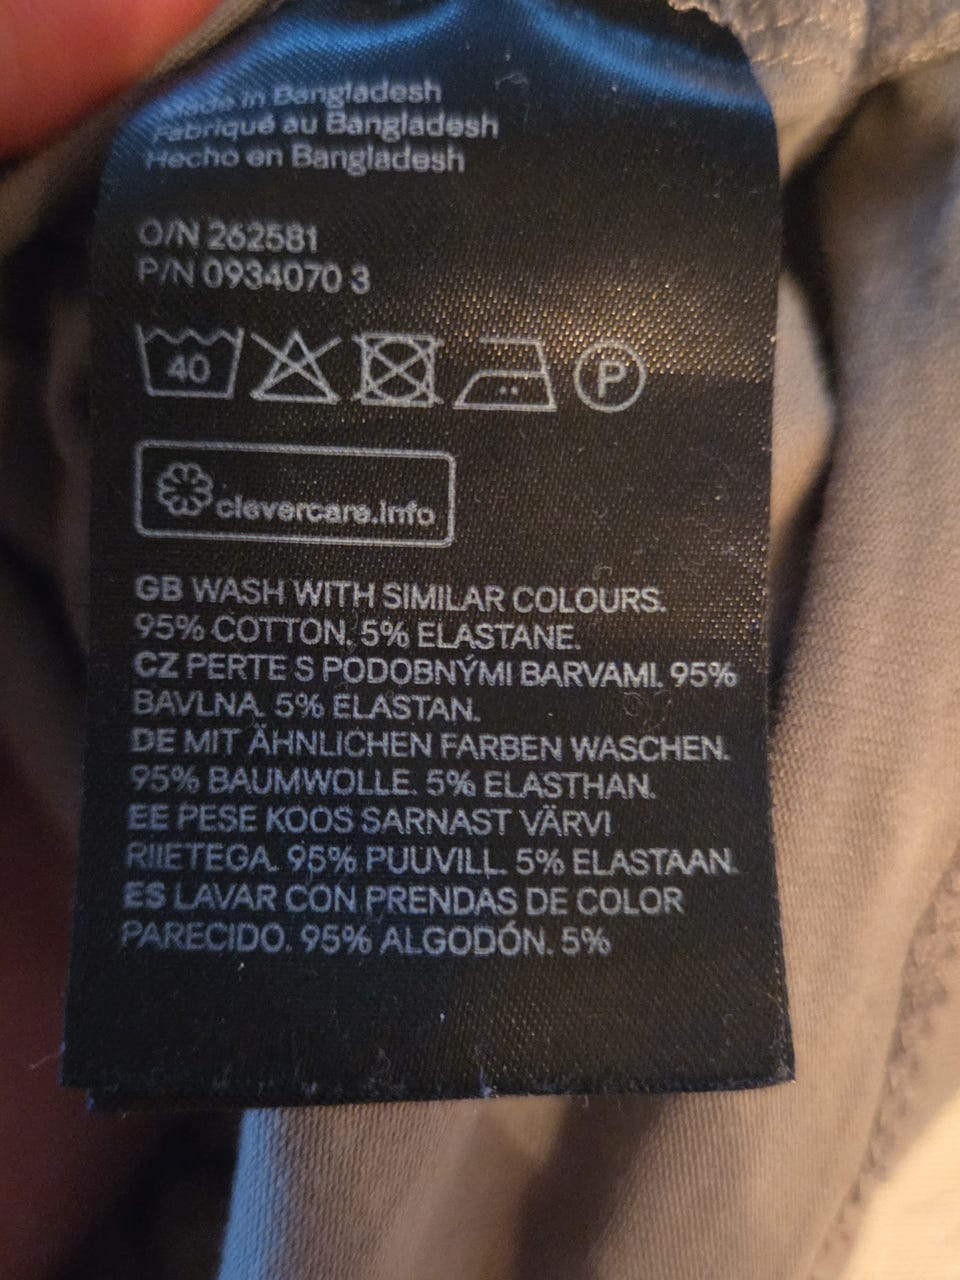 Made in Bangladesh
Fabriqué au Bangladesh
Hecho en Bangladesh
O/N 262581
P/N 0934070 3
40 P
clevercare.info
GB WASH WITH SIMILAR COLOURS.
95% COTTON. 5% ELASTANE.
CZ PERTE S PODOBNÝMI BARVAMI. 95%
BAVLNA. 5% ELASTAN.
DE MIT ÄHNLICHEN FARBEN WASCHEN.
95% BAUMWOLLE. 5% ELASTHAN.
EE PESE KOOS SARNAST VÄRVI
RIIETEGA. 95% PUUVILL. 5% ELASTAAN.
ES LAVAR CON PRENDAS DE COLOR
PARECIDO. 95% ALGODÓN. 5%